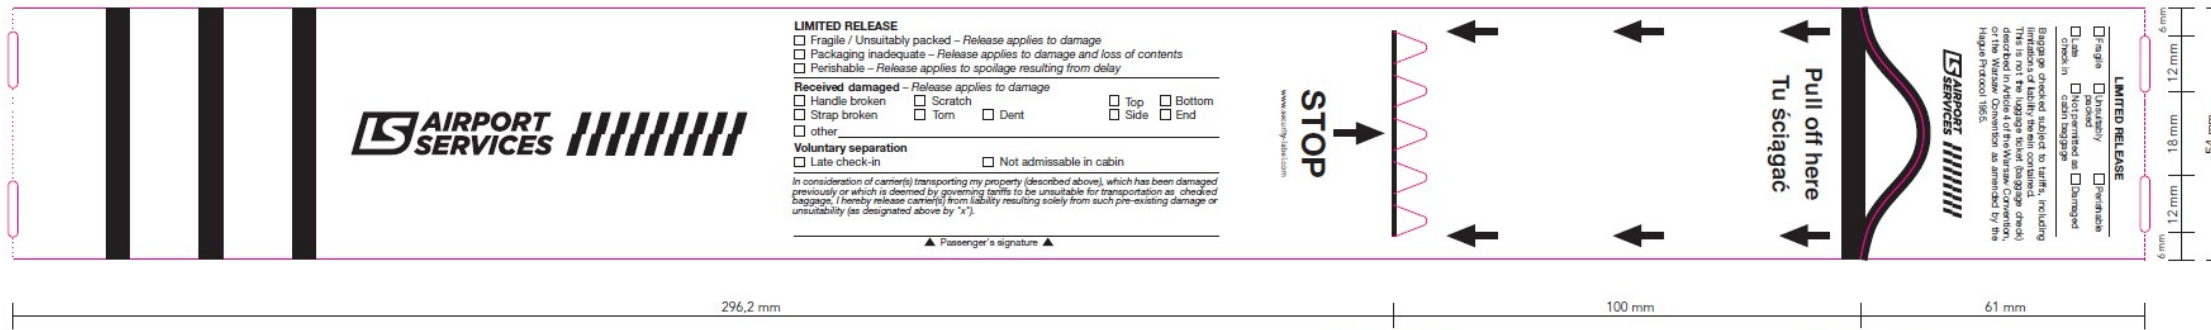 LS AIRPORT
SERVICES
LIMITED RELEASE
Fragile / Unsuitably packed – Release applies to damage
Packaging inadequate – Release applies to damage and loss of contents
Perishable – Release applies to spoilage resulting from delay
Received damaged – Release applies to damage
Handle broken Scratch Top Bottom
Strap broken Torn Dent Side End
other
Voluntary separation
Late check-in Not admissable in cabin
In consideration of carrier(s) transporting my property (described above), which has been damaged
previously or which is deemed by governing tariffs to be unsuitable for transportation as checked
baggage, I hereby release carrier(s) from liability resulting solely from such pre-existing damage or
unsuitability (as designated above by "x").
▲ Passenger's signature ▲
www.security-label.com
STOP
Pull off here
Tu ściągać
LS AIRPORT
SERVICES
LIMITED RELEASE
Fragile Unsuitably packed Perishable
Late check in Not permitted as cabin baggage Damaged
Baggage checked subject to tariffs, including
limitations of liability therein contained.
This is not the luggage ticket (baggage check)
described in Article 4 of the Warsaw Convention,
or the Warsaw Convention as amended by the
Hague Protocol 1955.
6 mm
12 mm
18 mm
12 mm
6 mm
296,2 mm
100 mm
61 mm